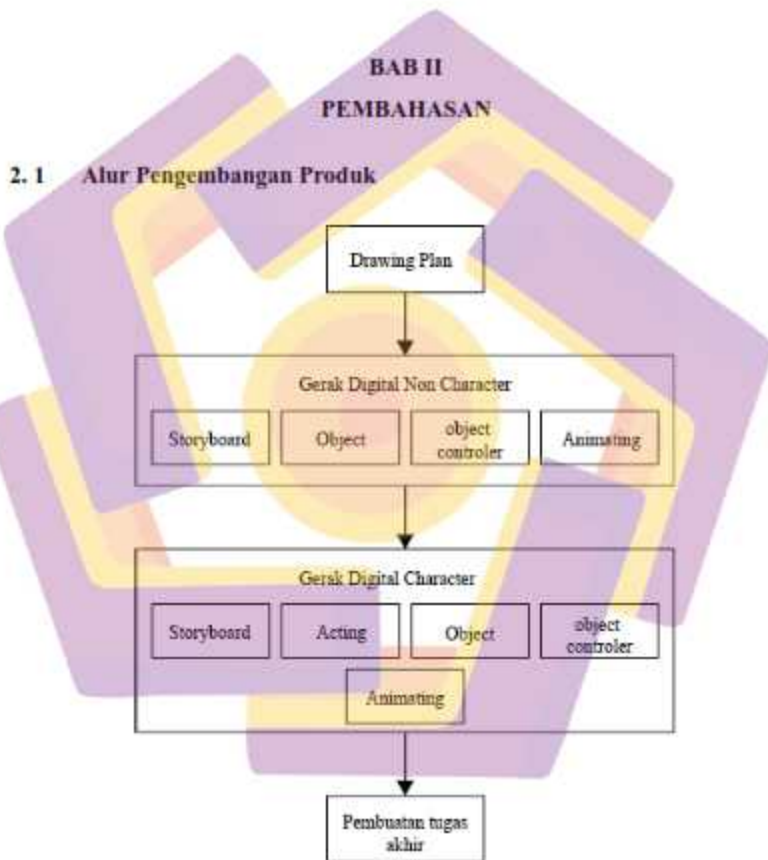 BAB II
PEMBAHASAN
2. 1 Alur Pengembangan Produk
Drawing Plan
Gerak Digital Non Character
Storyboard
Object
object
controler
Animating
Gerak Digital Character
Storyboard
Acting
Object
object
controler
Animating
Pembuatan tugas
akhir